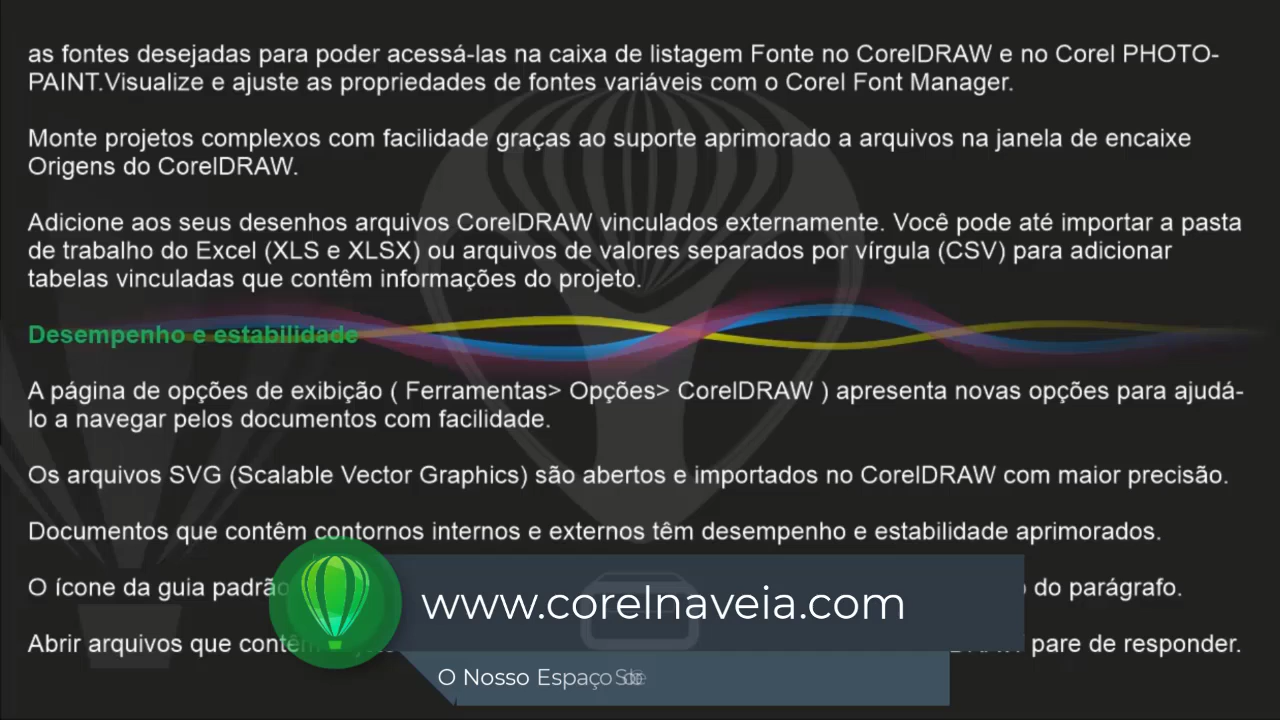 as fontes desejadas para poder acessá-las na caixa de listagem Fonte no CorelDRAW e no Corel PHOTO-
PAINT.Visualize e ajuste as propriedades de fontes variáveis com o Corel Font Manager.
Monte projetos complexos com facilidade graças ao suporte aprimorado a arquivos na janela de encaixe
Origens do CorelDRAW.
Adicione aos seus desenhos arquivos CorelDRAW vinculados externamente. Você pode até importar a pasta
de trabalho do Excel (XLS e XLSX) ou arquivos de valores separados por vírgula (CSV) para adicionar
tabelas vinculadas que contêm informações do projeto.
Desempenho e estabilidade
A página de opções de exibição ( Ferramentas> Opções> CorelDRAW ) apresenta novas opções para ajudá-
lo a navegar pelos documentos com facilidade.
Os arquivos SVG (Scalable Vector Graphics) são abertos e importados no CorelDRAW com maior precisão.
Documentos que contêm contornos internos e externos têm desempenho e estabilidade aprimorados.
O ícone da guia padrão do parágrafo.
Abrir arquivos que contêm pare de responder.
www.corelnaveia.com
O Nosso Espaço